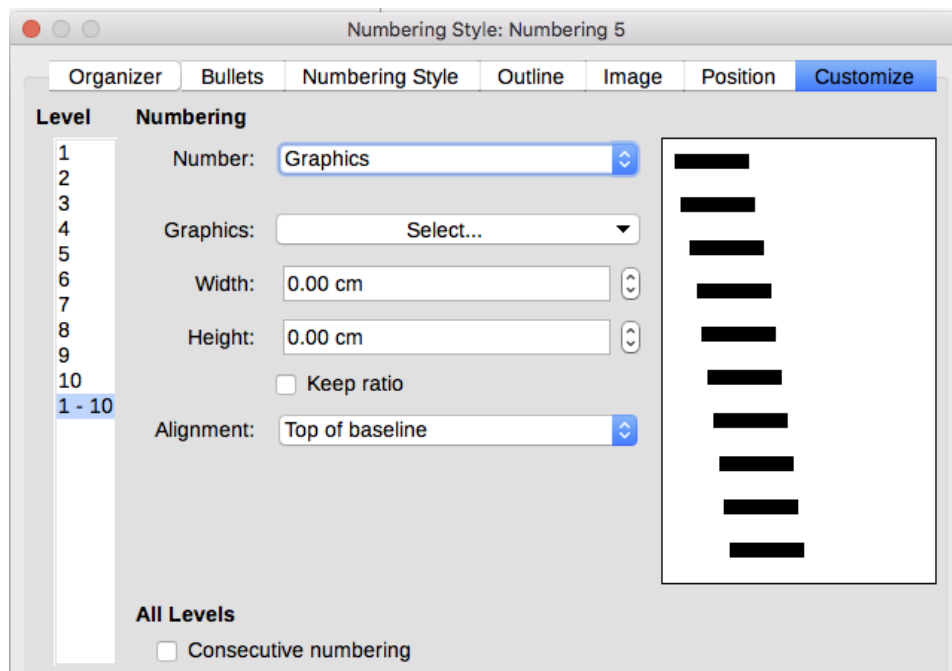 Numbering Style: Numbering 5
Organizer Bullets Numbering Style Outline Image Position Customize
Level Numbering
1
2
3
4
5
6
7
8
9
10
1 - 10
Number: Graphics
Graphics: Select...
Width: 0.00 cm
Height: 0.00 cm
Keep ratio
Alignment: Top of baseline
All Levels
Consecutive numbering